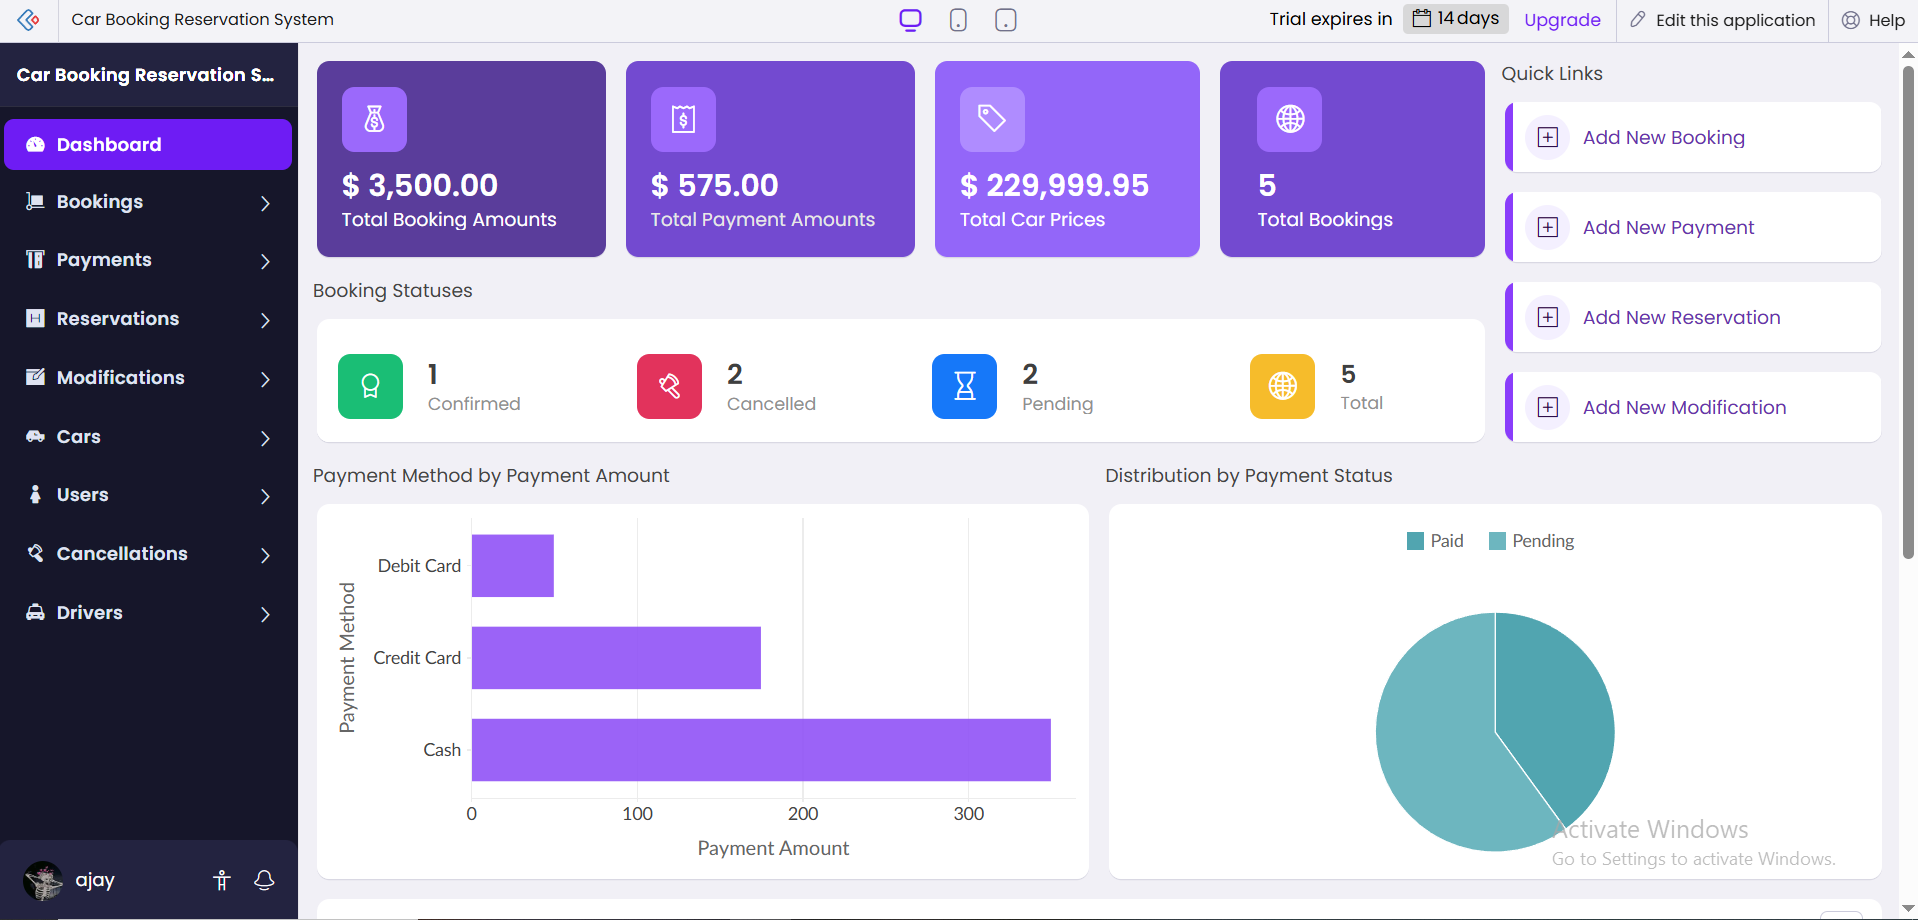 Car Booking Reservation System
Trial expires in 14 days Upgrade Edit this application Help
Car Booking Reservation S...
Dashboard
Bookings
Payments
Reservations
Modifications
Cars
Users
Cancellations
Drivers
ajay
$ 3,500.00
Total Booking Amounts
$ 575.00
Total Payment Amounts
$ 229,999.95
Total Car Prices
5
Total Bookings
Quick Links
Add New Booking
Add New Payment
Add New Reservation
Add New Modification
Booking Statuses
1
Confirmed
2
Cancelled
2
Pending
5
Total
Payment Method by Payment Amount
Payment Method
Debit Card
Credit Card
Cash
0 100 200 300
Payment Amount
Distribution by Payment Status
Paid Pending
Activate Windows
Go to Settings to activate Windows.